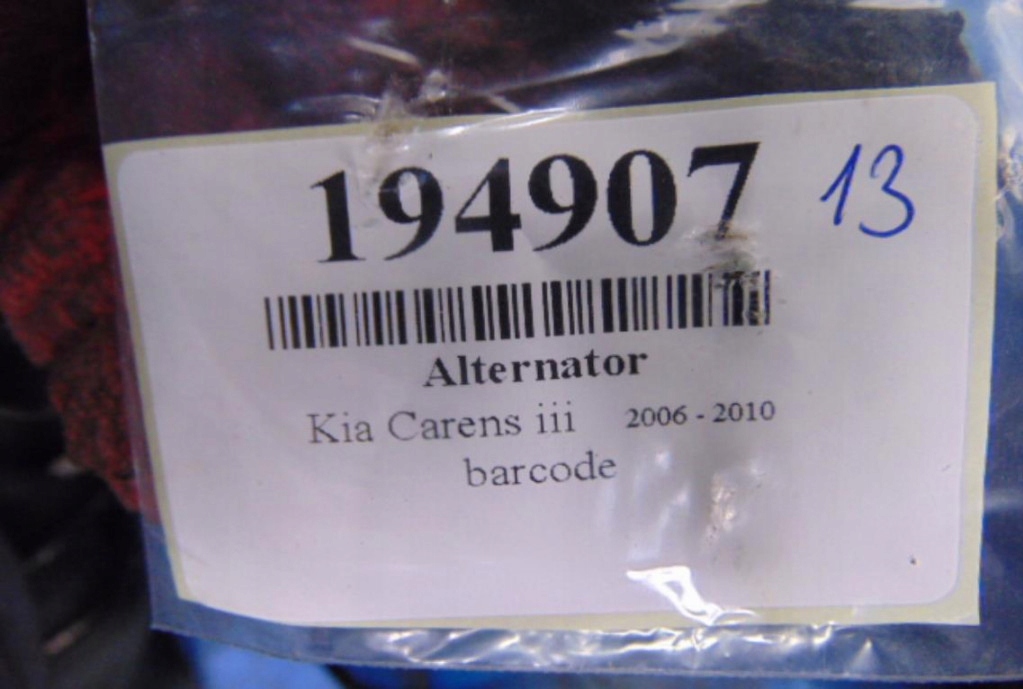 194907 13
Alternator
Kia Carens iii 2006 - 2010
barcode